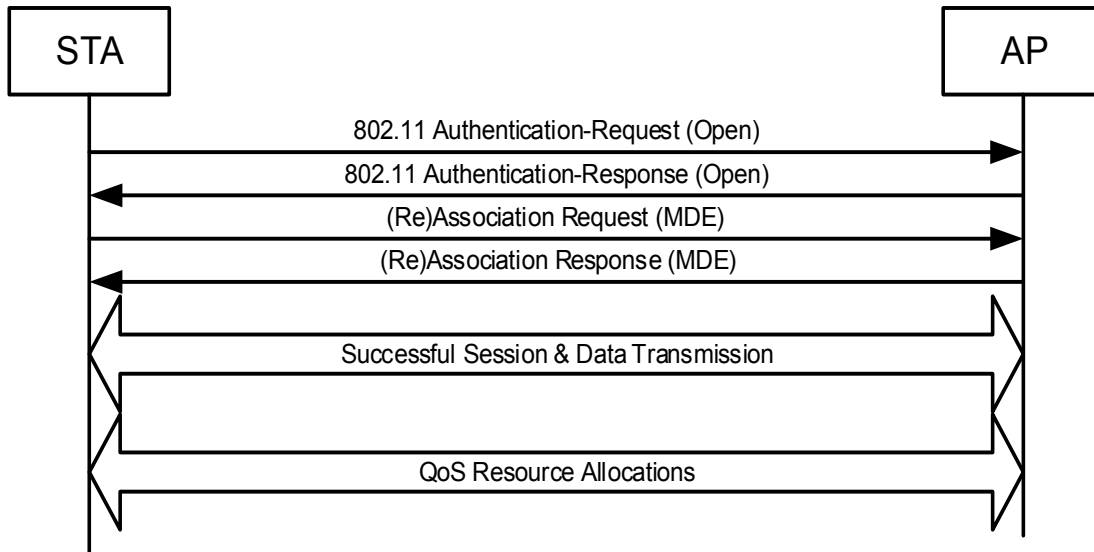 STA
AP
802.11 Authentication-Request (Open)
802.11 Authentication-Response (Open)
(Re)Association Request (MDE)
(Re)Association Response (MDE)
Successful Session & Data Transmission
QoS Resource Allocations